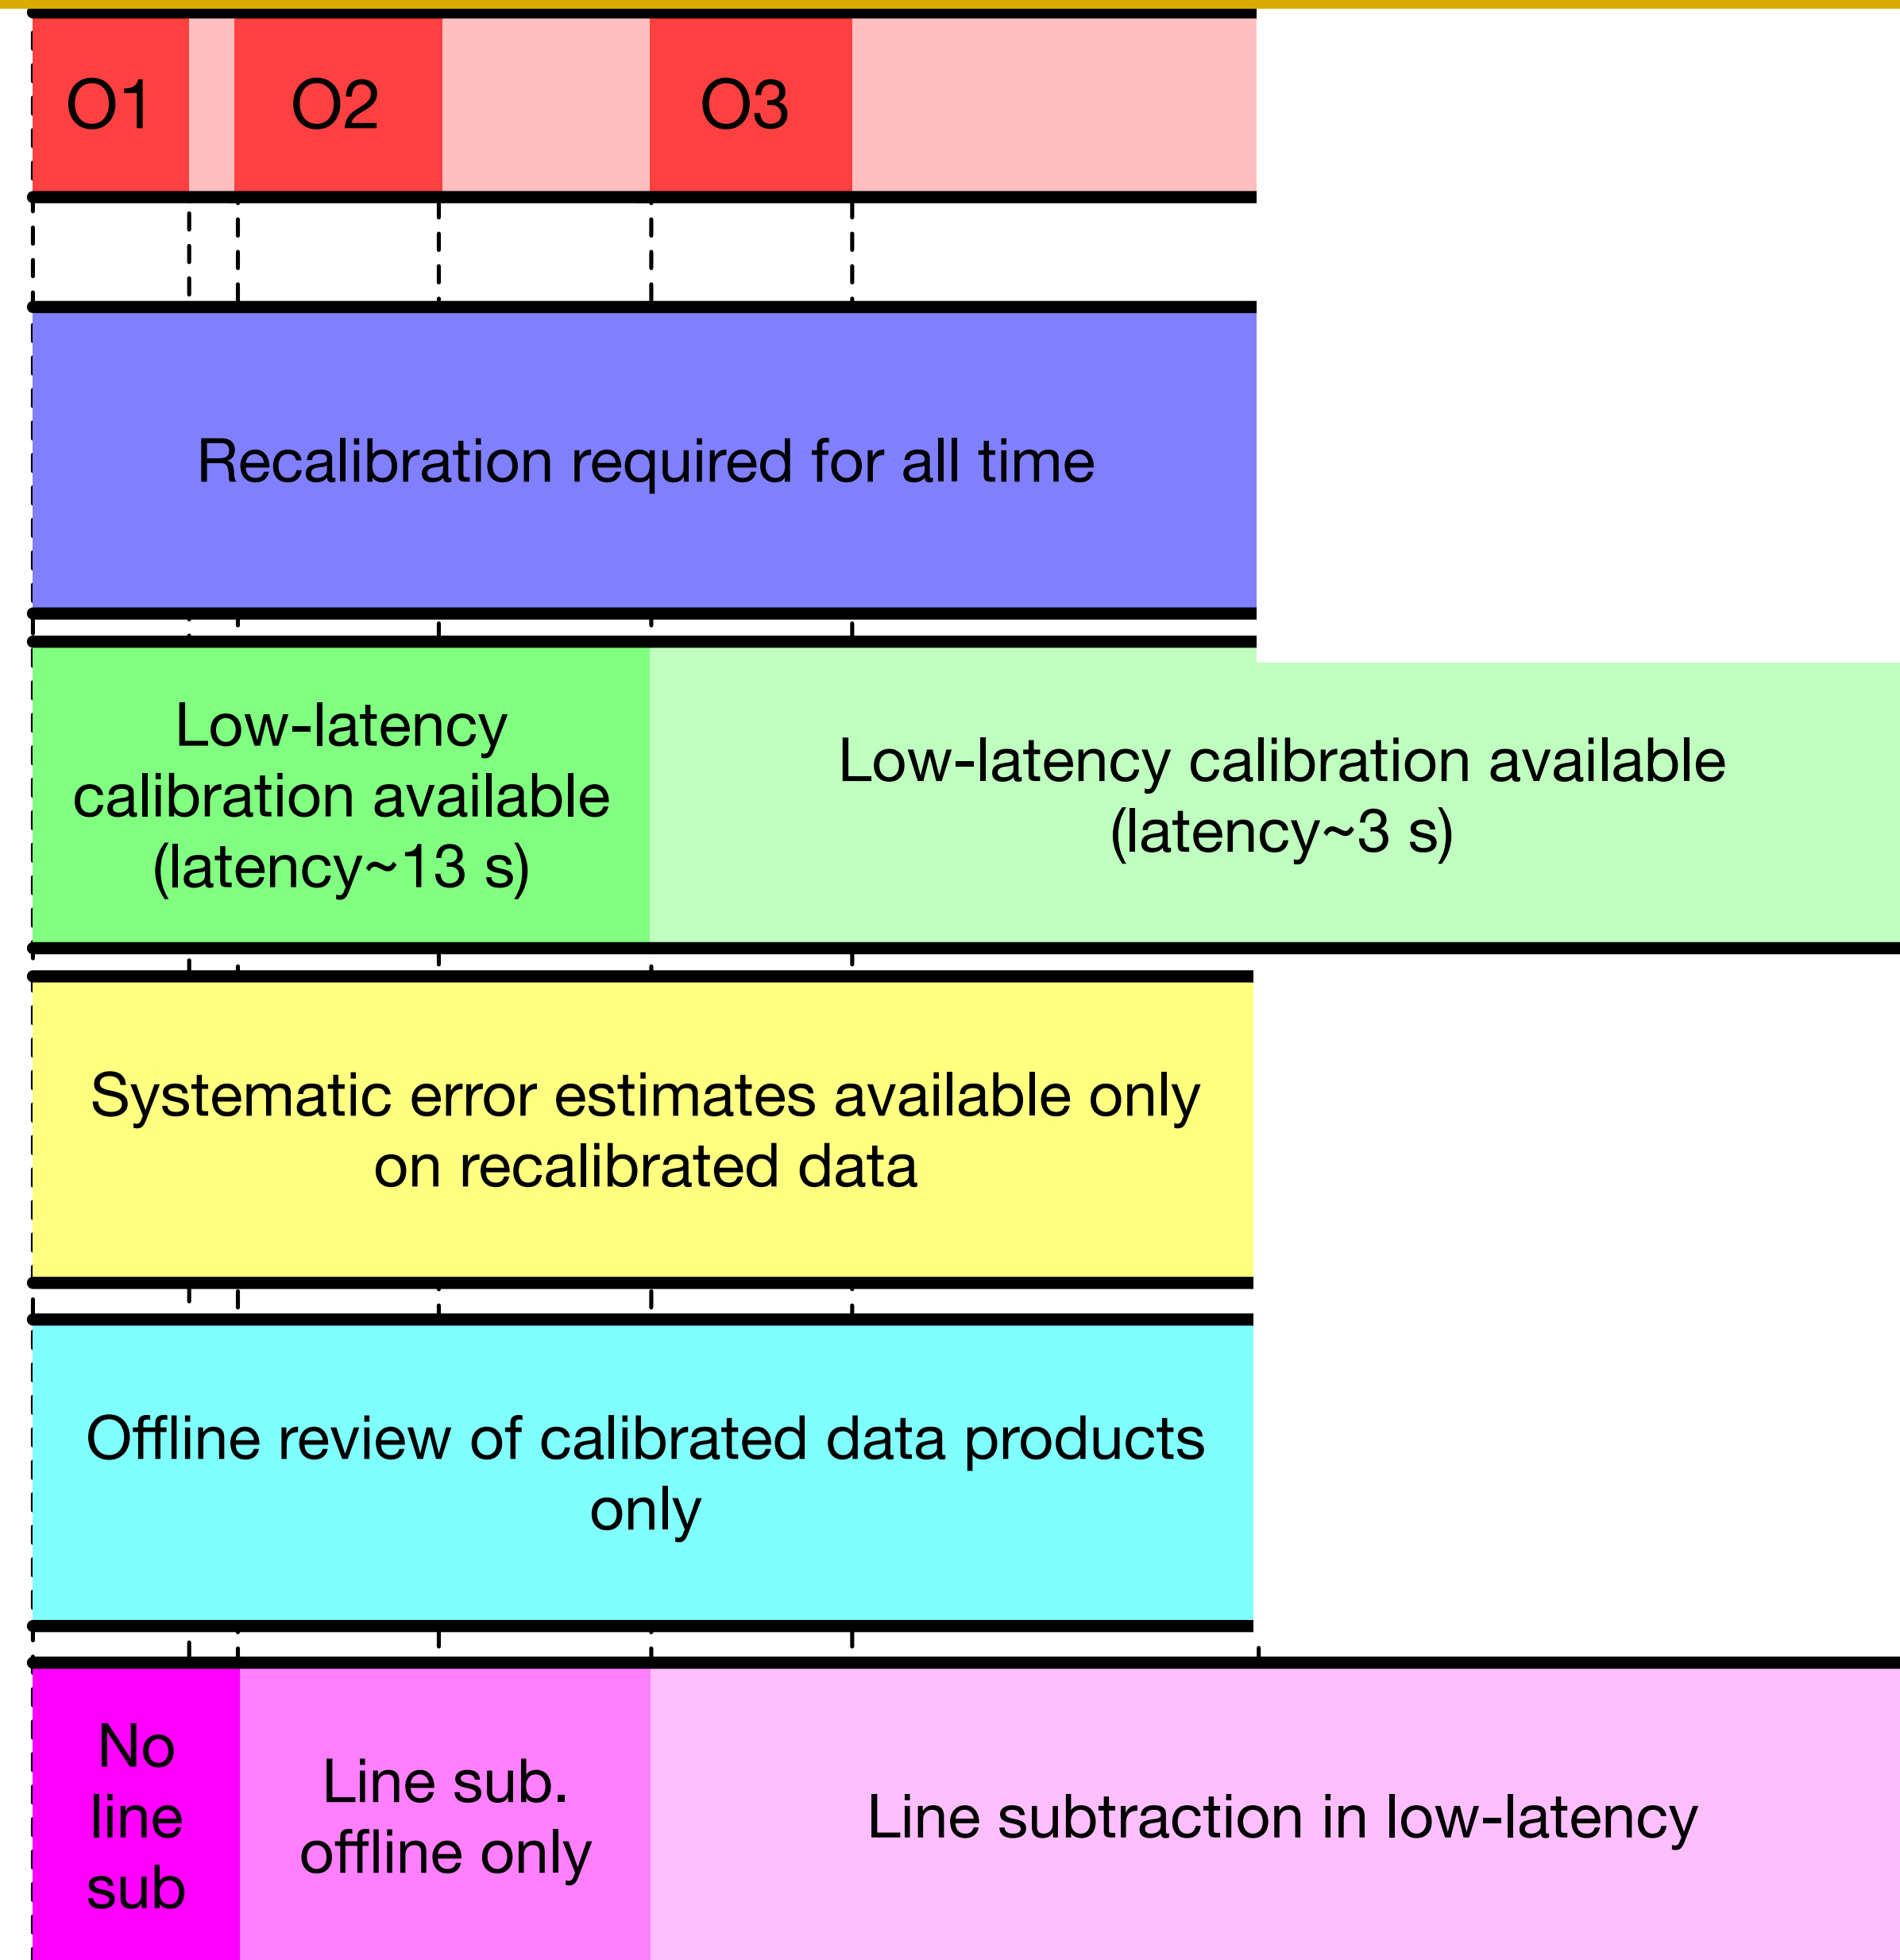 O1 O2 O3
Recalibration required for all time
Low-latency
calibration available
(latency~13 s)
Low-latency calibration available
(latency~3 s)
Systematic error estimates available only
on recalibrated data
Offline review of calibrated data products
only
No
line
sub
Line sub.
offline only
Line subtraction in low-latency